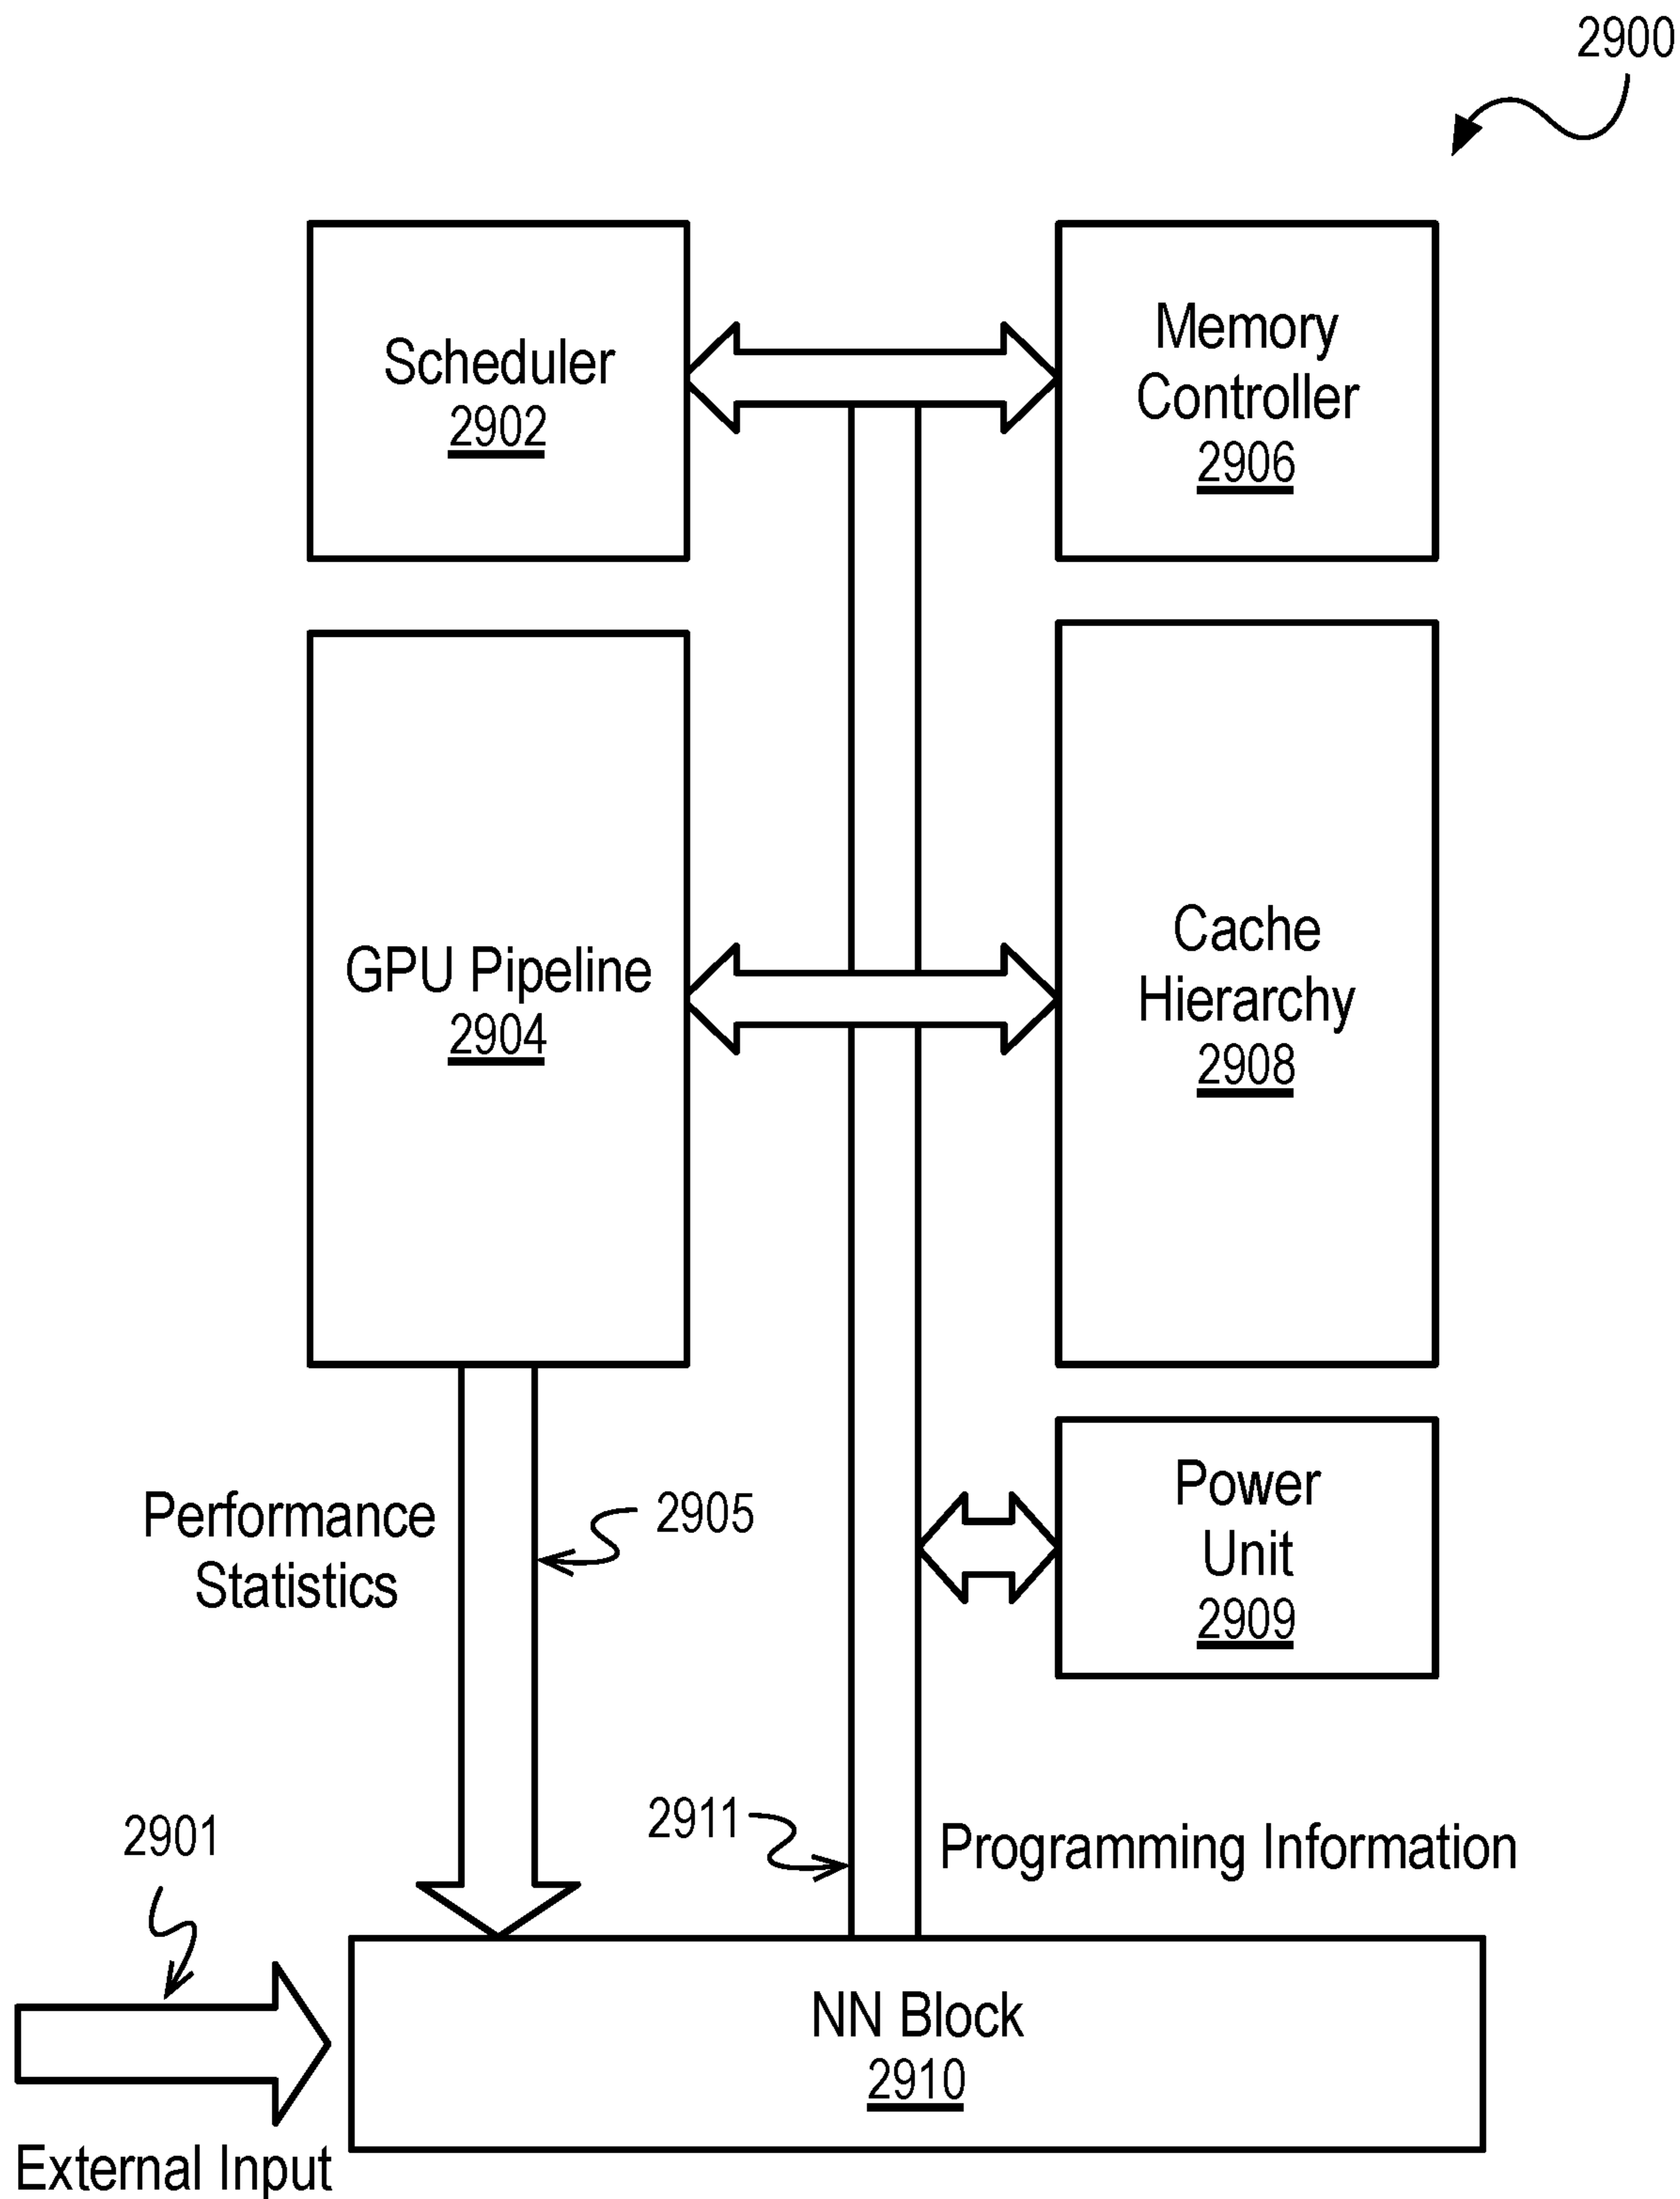 2900
Scheduler
2902
Memory
Controller
2906
GPU Pipeline
2904
Cache
Hierarchy
2908
Performance
Statistics
2905
Power
Unit
2909
2901
2911
Programming Information
NN Block
2910
External Input